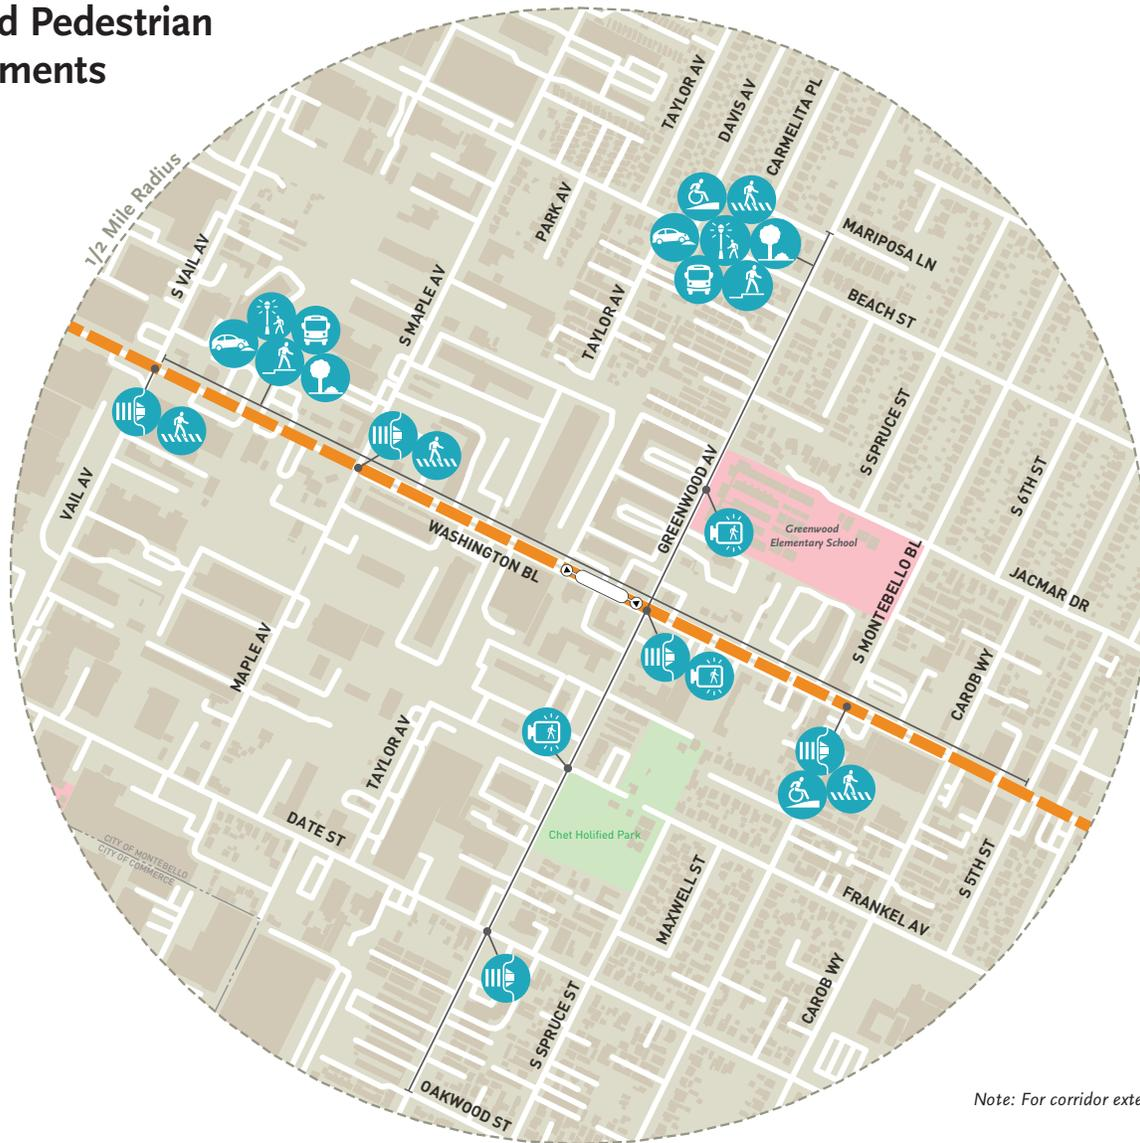 d Pedestrian
ments
1/2 Mile Radius
TAYLOR AV
DAVIS AV
CARMELITA PL
PARK AV
S VAIL AV
MARIPOSA LN
S MAPLE AV
BEACH ST
TAYLOR AV
S SPRUCE ST
VAIL AV
GREENWOOD AV
S 6TH ST
WASHINGTON BL
Greenwood
Elementary School
S MONTEBELLO BL
JACMAR DR
MAPLE AV
CAROB WY
TAYLOR AV
DATE ST
Chet Holified Park
CITY OF MONTEBELLO
CITY OF COMMERCE
MAXWELL ST
S 5TH ST
FRANKEL AV
CAROB WY
S SPRUCE ST
OAKWOOD ST
Note: For corridor exte